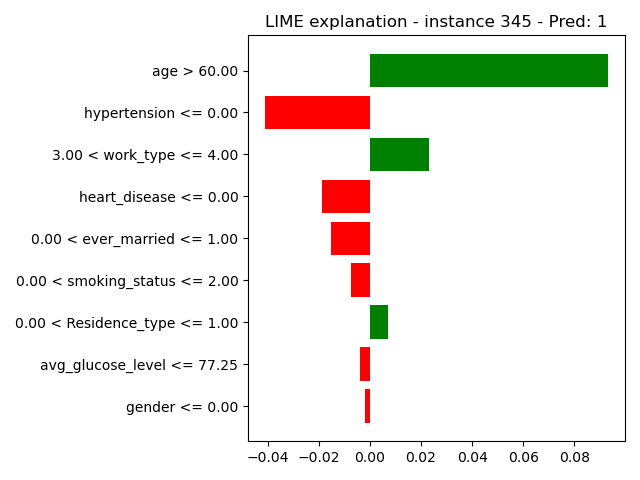 LIME explanation - instance 345 - Pred: 1
age > 60.00
hypertension <= 0.00
3.00 < work_type <= 4.00
heart_disease <= 0.00
0.00 < ever_married <= 1.00
0.00 < smoking_status <= 2.00
0.00 < Residence_type <= 1.00
avg_glucose_level <= 77.25
gender <= 0.00
−0.04 −0.02 0.00 0.02 0.04 0.06 0.08